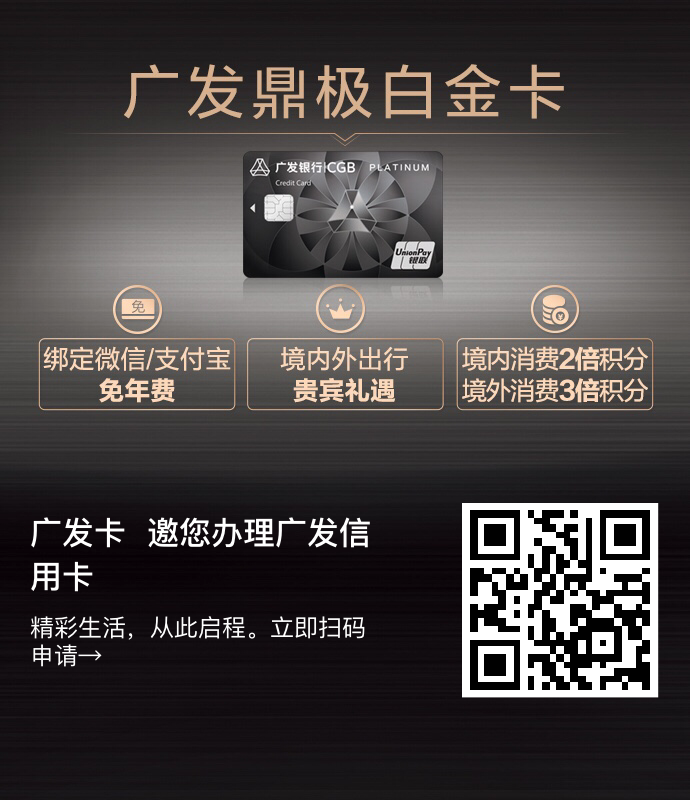 广发鼎极白金卡
广发银行|CGB PLATINUM
Credit Card
UnionPay
银联
免
绑定微信/支付宝
免年费
境内外出行
贵宾礼遇
¥
境内消费2倍积分
境外消费3倍积分
广发卡 邀您办理广发信
用卡
精彩生活，从此启程。立即扫码
申请→